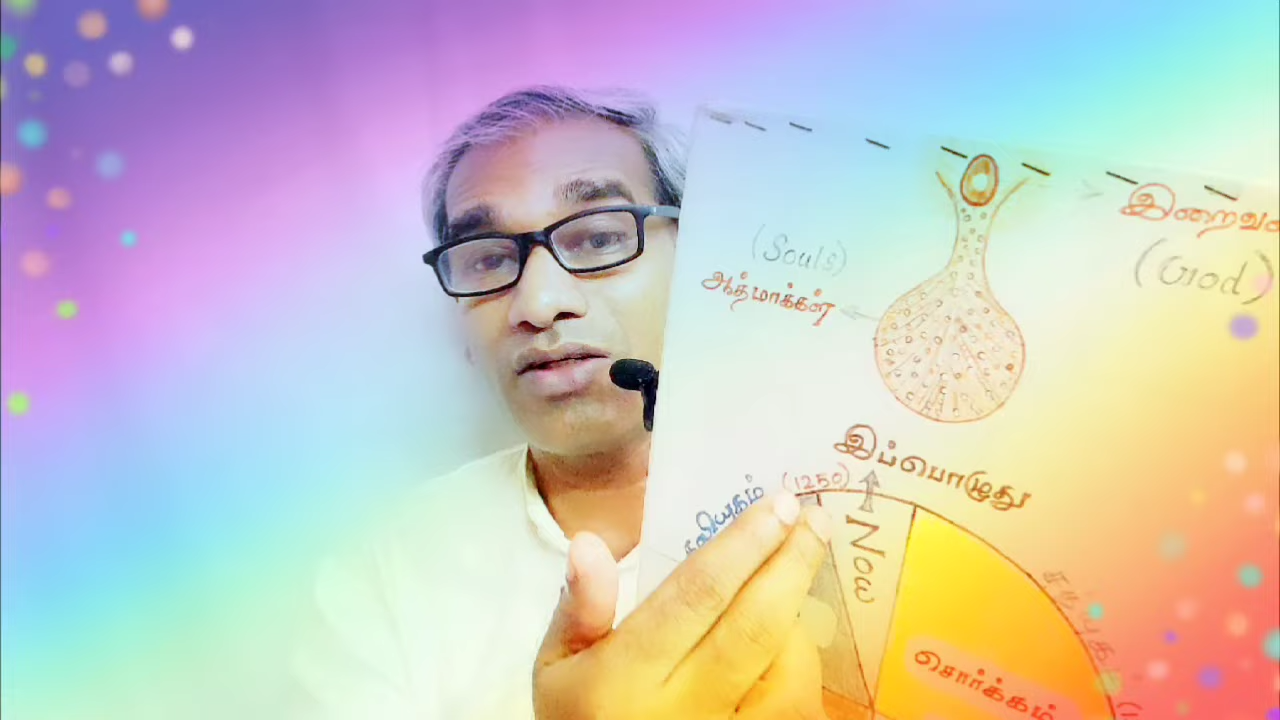 இறைவ
(God)
(Souls)
ஆத்மாக்கள்
இப்பொழுது
(1250)
Now
சொர்க்கம்